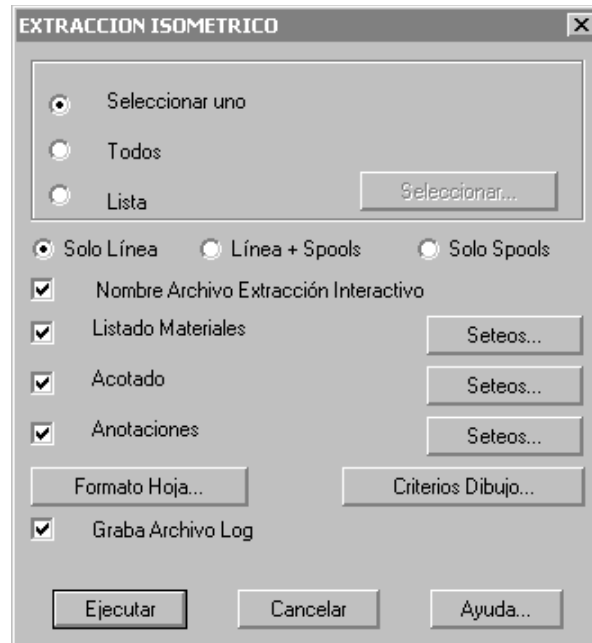 EXTRACCION ISOMETRICO
Seleccionar uno
Todos
Lista
Seleccionar...
Solo Línea Línea + Spools Solo Spools
Nombre Archivo Extracción Interactivo
Listado Materiales Seteos...
Acotado Seteos...
Anotaciones Seteos...
Formato Hoja... Criterios Dibujo...
Graba Archivo Log
Ejecutar Cancelar Ayuda...